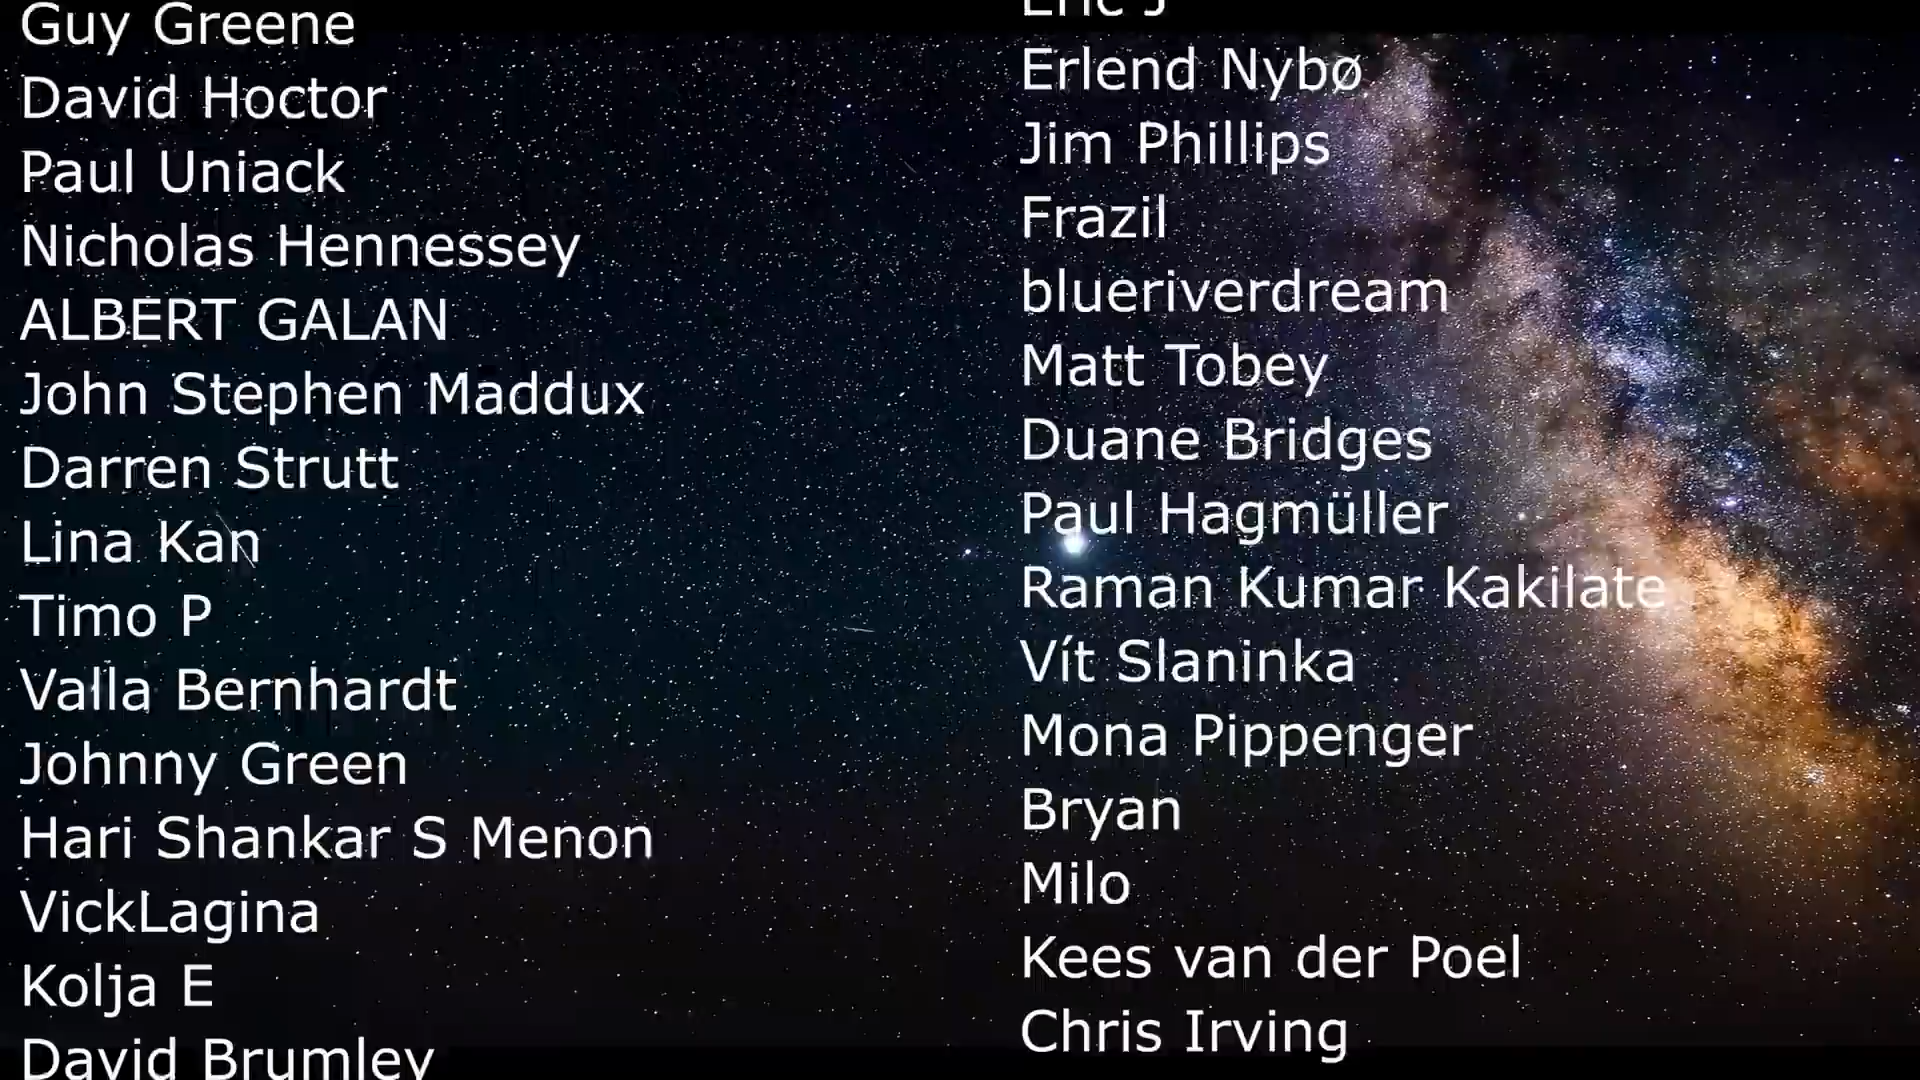 Guy Greene
David Hoctor
Paul Uniack
Nicholas Hennessey
ALBERT GALAN
John Stephen Maddux
Darren Strutt
Lina Kan
Timo P
Valla Bernhardt
Johnny Green
Hari Shankar S Menon
VickLagina
Kolja E
David Brumley
Eric J
Erlend Nybø
Jim Phillips
Frazil
blueriverdream
Matt Tobey
Duane Bridges
Paul Hagmüller
Raman Kumar Kakilate
Vít Slaninka
Mona Pippenger
Bryan
Milo
Kees van der Poel
Chris Irving